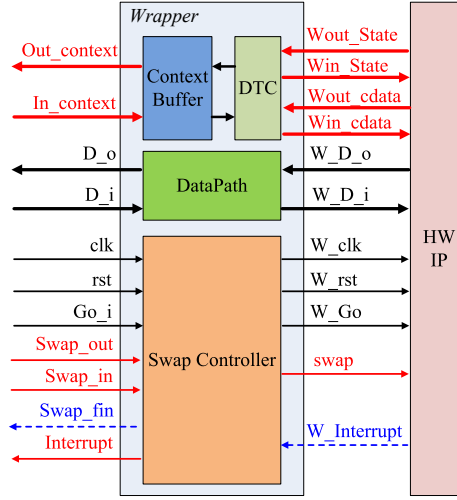 Wrapper
Out_context
In_context
Context
Buffer
DTC
Wout_State
Win_State
Wout_cdata
Win_cdata
D_o
D_i
DataPath
W_D_o
W_D_i
HW
IP
clk
rst
Go_i
Swap_out
Swap_in
Swap_fin
Interrupt
Swap Controller
W_clk
W_rst
W_Go
swap
W_Interrupt